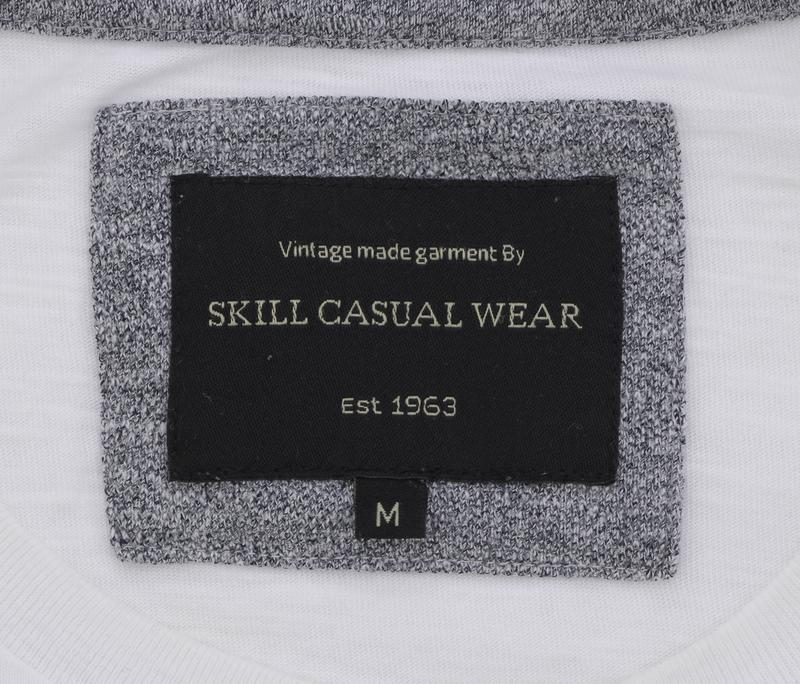 Vintage made garment By
SKILL CASUAL WEAR
Est 1963
M